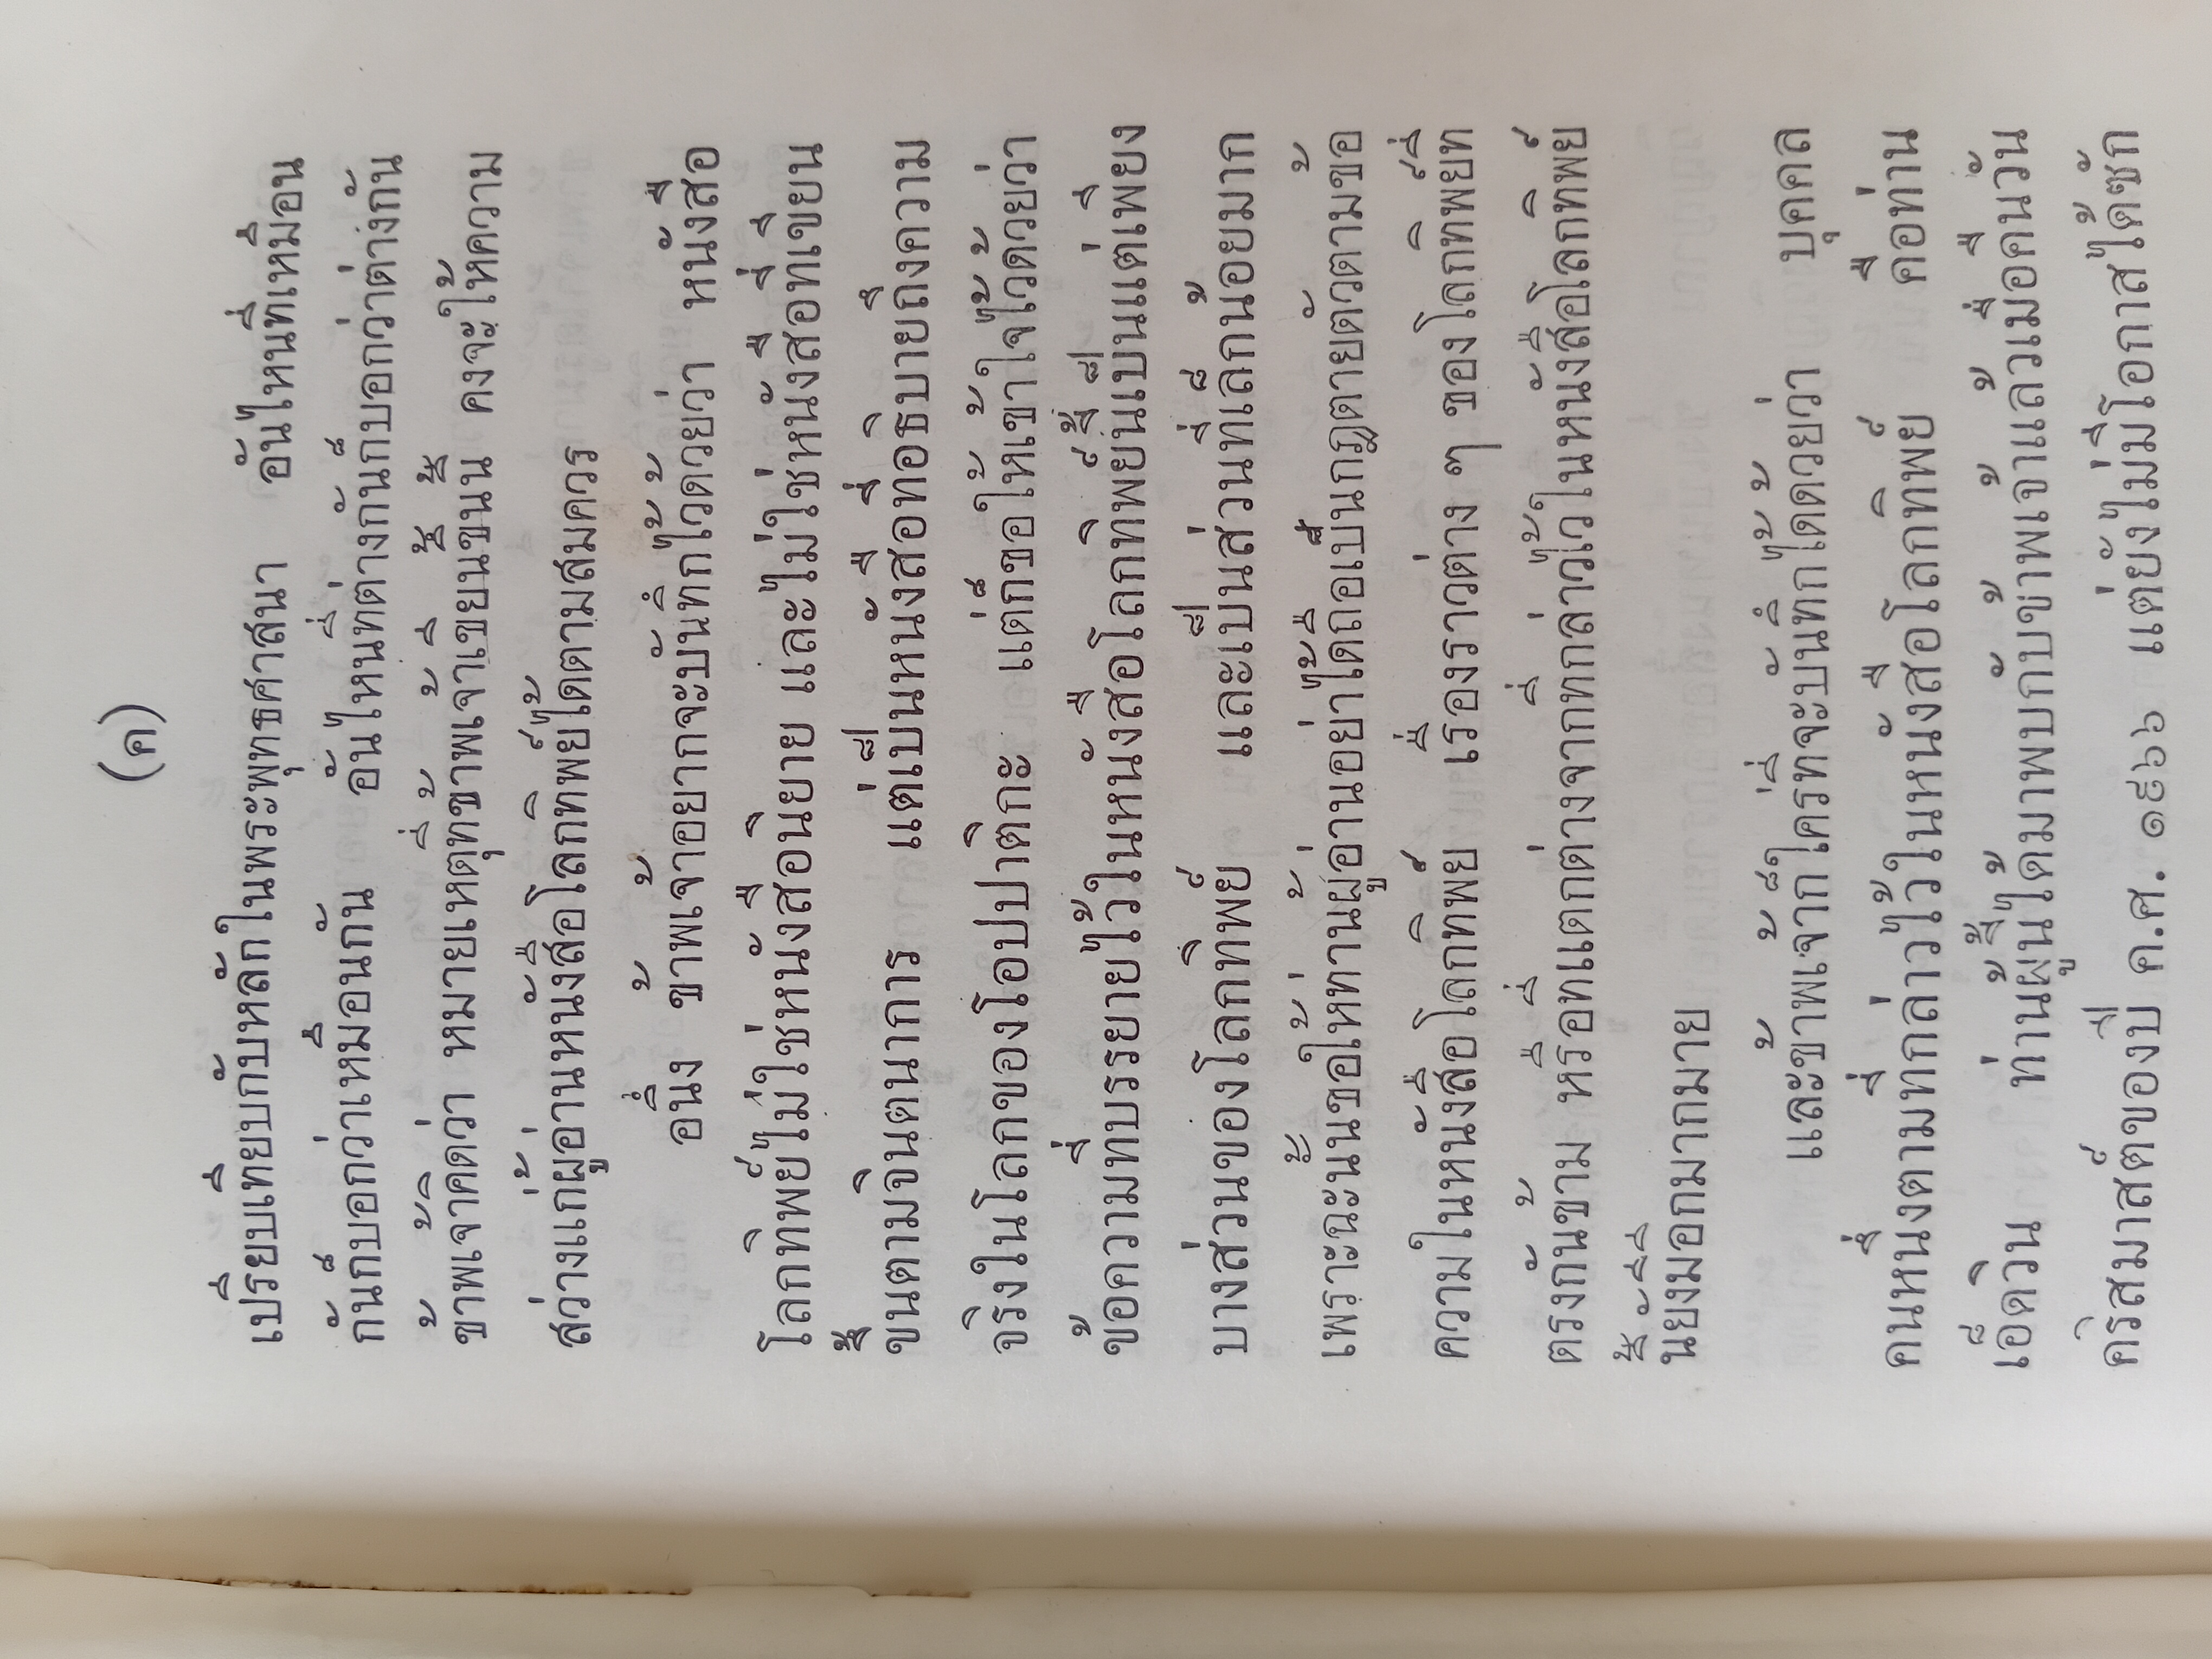 (ค)
เปรียบเทียบกับหลักในพระพุทธศาสนา อันไหนที่เหมือน
กันก็บอกว่าเหมือนกัน อันไหนที่ต่างกันก็บอกว่าต่างกัน
ข้าพเจ้าคิดว่า หมายเหตุที่ข้าพเจ้าเขียนขึ้นนี้ คงจะให้ความ
สว่างแก่ผู้อ่านหนังสือโลกทิพย์ได้ตามสมควร
อนึ่ง ข้าพเจ้าอยากจะบันทึกไว้ด้วยว่า หนังสือ
โลกทิพย์ไม่ใช่หนังสือนิยาย และไม่ใช่หนังสือที่เขียน
ขึ้นตามจินตนาการ แต่เป็นหนังสือที่อธิบายถึงความ
จริงในโลกของโอปปาติกะ แต่ก็ขอให้เข้าใจไว้ด้วยว่า
ข้อความที่บรรยายไว้ในหนังสือโลกทิพย์นี้เป็นแต่เพียง
บางส่วนของโลกทิพย์ และเป็นส่วนที่เล็กน้อยมาก
เพราะฉะนั้นขอให้ท่านผู้อ่านอย่าได้ถือเป็นกฎตายตัวตามข้อ
ความในหนังสือโลกทิพย์ เรื่องราวต่าง ๆ ของโลกทิพย์ที่
ตรงกันข้าม หรือที่แตกต่างจากที่กล่าวไว้ในหนังสือโลกทิพย์
นี้ยังมีอีกมากมาย
และข้าพเจ้าก็ใคร่ที่จะบันทึกได้ด้วยว่า บุคคล
คนหนึ่งตามที่กล่าวไว้ในหนังสือโลกทิพย์ คือท่าน
เอ็ดวิน ท่านผู้นี้ได้มาพบกับข้าพเจ้าแล้วเมื่อคืนวัน
คริสมาสต์ของปี ค.ศ. ๑๙๖๖ แต่ยังไม่มีโอกาสได้ซัก